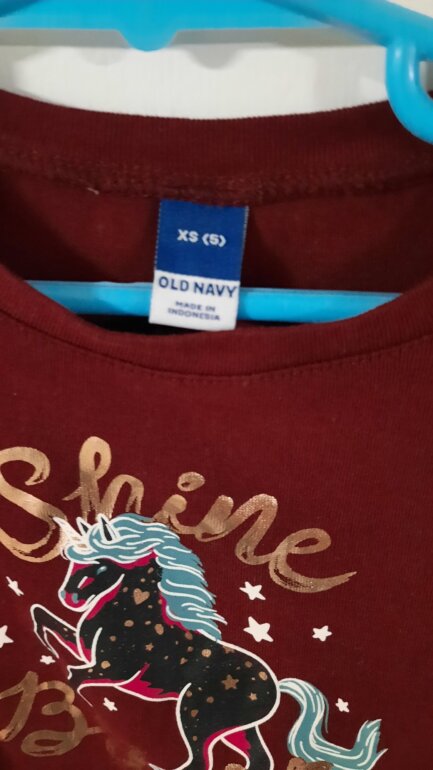 XS (5)
OLD NAVY
MADE IN
INDONESIA
Shine
B